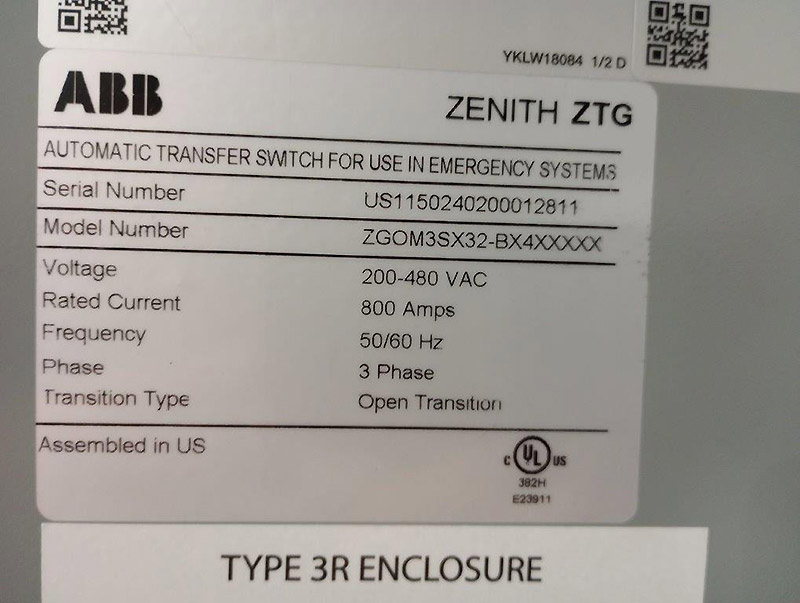 YKLW18084 1/2 D
ABB
ZENITH ZTG
AUTOMATIC TRANSFER SWITCH FOR USE IN EMERGENCY SYSTEMS
Serial Number US1150240200012811
Model Number ZGOM3SX32-BX4XXXXX
Voltage 200-480 VAC
Rated Current 800 Amps
Frequency 50/60 Hz
Phase 3 Phase
Transition Type Open Transition
Assembled in US
C UL US
382H
E23911
TYPE 3R ENCLOSURE